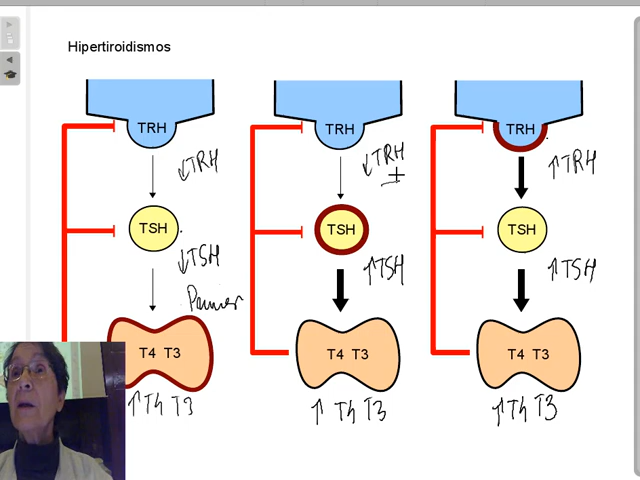 Hipertiroidismos
TRH TRH TRH
↓TRH ↓TRH ↑TRH
±
TSH TSH TSH
↓TSH ↑TSH ↑TSH
T4 T3 T4 T3 T4 T3
↑T4 T3 ↑ T4 T3 ↑T4 T3